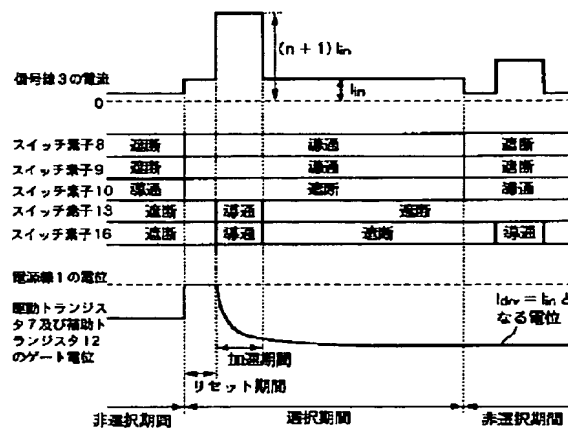 (n + 1) Iin
信号線3の電流
Iin
0
スイッチ素子8 遮断 導通 遮断
スイッチ素子9 遮断 導通 遮断
スイッチ素子10 導通 遮断 導通
スイッチ素子13 遮断 導通 遮断
スイッチ素子16 遮断 導通 遮断 導通
電源線1の電位
駆動トランジス
タ7及び補助ト
ランジスタ12
のゲート電位
Idrv = Iin と
なる電位
加速期間
リセット期間
非選択期間 選択期間 非選択期間